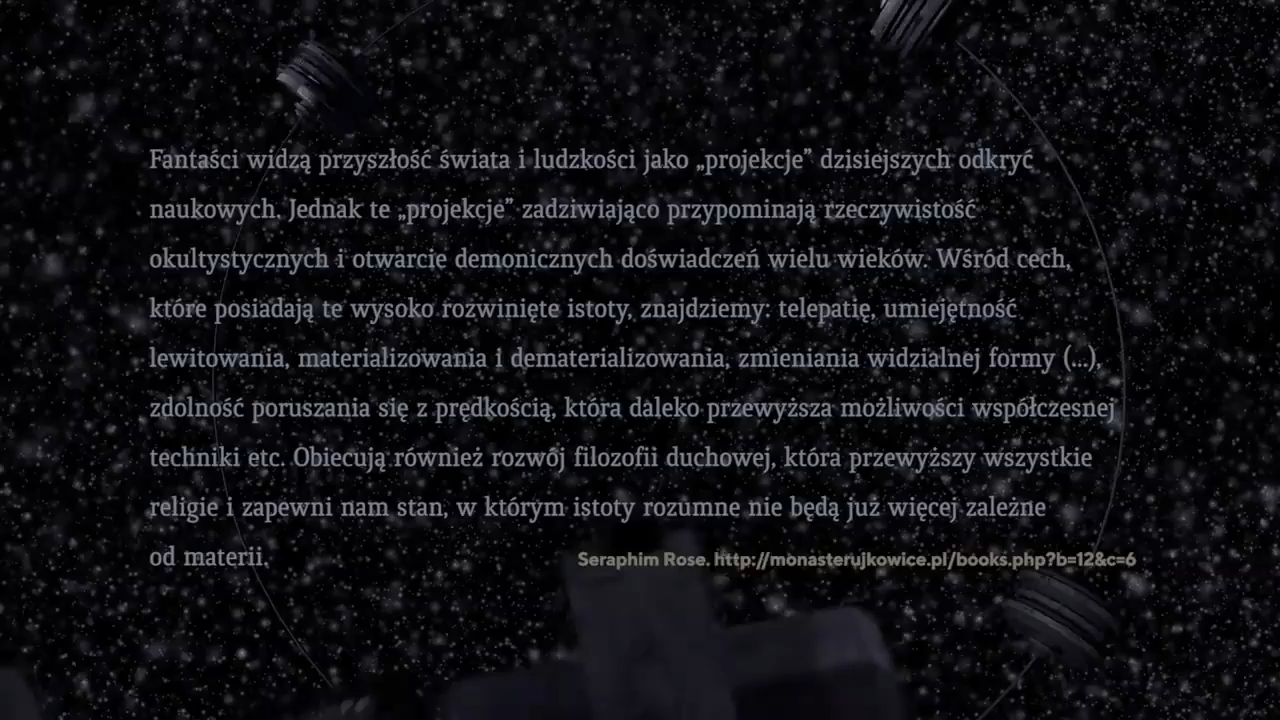 Fantaści widzą przyszłość świata i ludzkości jako „projekcje” dzisiejszych odkryć
naukowych. Jednak te „projekcje” zadziwiająco przypominają rzeczywistość
okultystycznych i otwarcie demonicznych doświadczeń wielu wieków. Wśród cech,
które posiadają te wysoko rozwinięte istoty, znajdziemy: telepatię, umiejętność
lewitowania, materializowania i dematerializowania, zmieniania widzialnej formy (...),
zdolność poruszania się z prędkością, która daleko przewyższa możliwości współczesnej
techniki etc. Obiecują również rozwój filozofii duchowej, która przewyższy wszystkie
religie i zapewni nam stan, w którym istoty rozumne nie będą już więcej zależne
od materii.
Seraphim Rose. http://monasterujkowice.pl/books.php?b=12&c=6